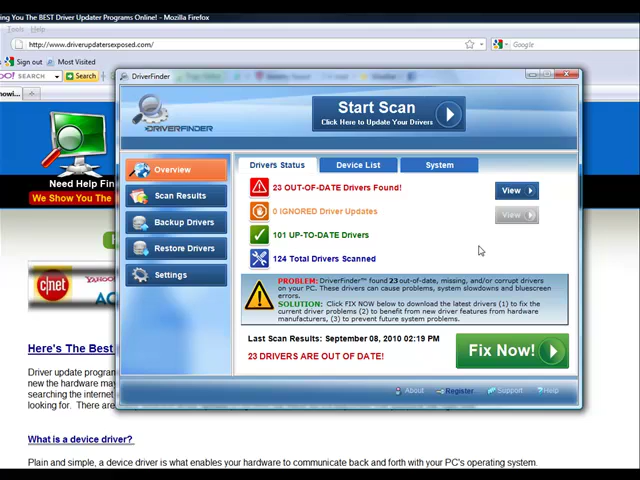 ng You The BEST Driver Updater Programs Online! - Mozilla Firefox
Tools Help
http://www.driverupdatersexposed.com/
Google
SEARCH
Search
Sign out
Most Visited
DriverFinder
DRIVERFINDER
Start Scan
Click Here to Update Your Drivers
Overview
Scan Results
Backup Drivers
Restore Drivers
Settings
Drivers Status
Device List
System
23 OUT-OF-DATE Drivers Found!
View
0 IGNORED Driver Updates
View
101 UP-TO-DATE Drivers
124 Total Drivers Scanned
PROBLEM: DriverFinder™ found 23 out-of-date, missing, and/or corrupt drivers
on your PC. These drivers can cause problems, system slowdowns and bluescreen
errors.
SOLUTION: Click FIX NOW below to download the latest drivers (1) to fix the
current driver problems (2) to benefit from new driver features from hardware
manufacturers, (3) to prevent future system problems.
Last Scan Results: September 08, 2010 02:19 PM
23 DRIVERS ARE OUT OF DATE!
Fix Now!
About
Register
Support
Help
Need Help Fin
We Show You The
c|net
YAHOO
AO
Here's The Best
Driver update progra
new the hardware may
searching the internet
looking for. There are
What is a device driver?
Plain and simple, a device driver is what enables your hardware to communicate back and forth with your PC's operating system.